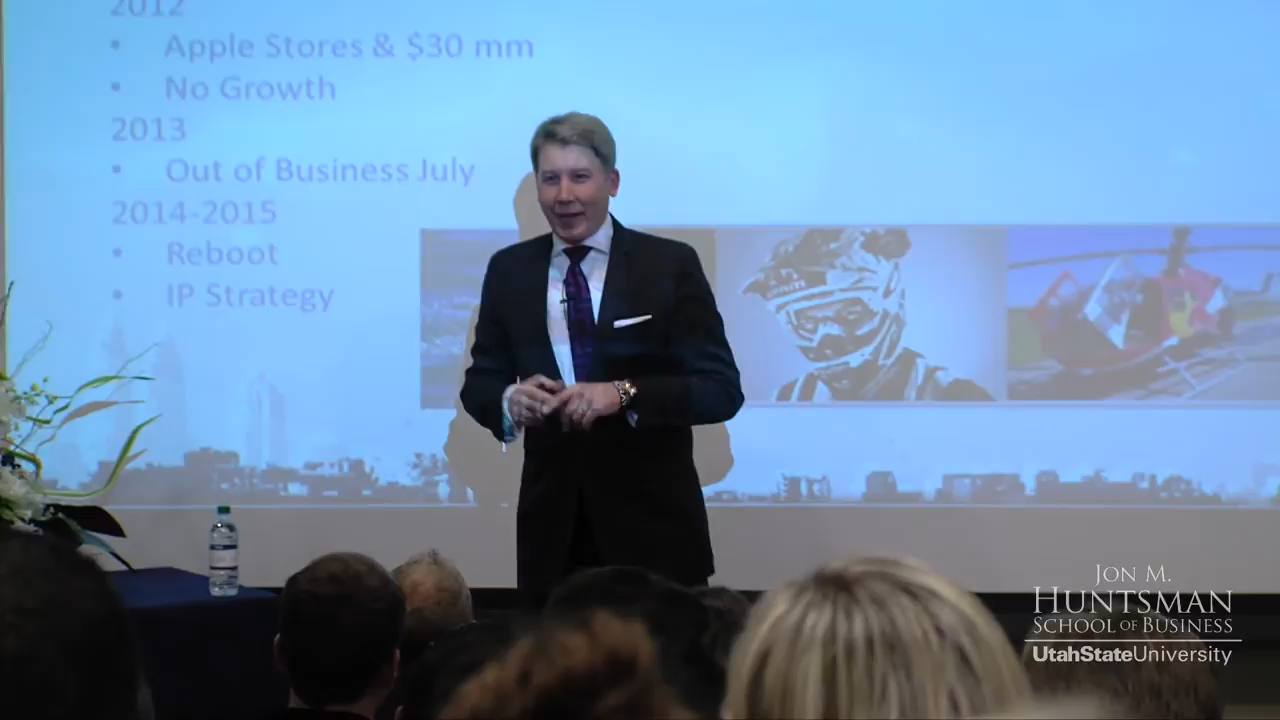 2012
• Apple Stores & $30 mm
• No Growth
2013
• Out of Business July
2014-2015
• Reboot
• IP Strategy
JON M.
HUNTSMAN
SCHOOL OF BUSINESS
UtahStateUniversity